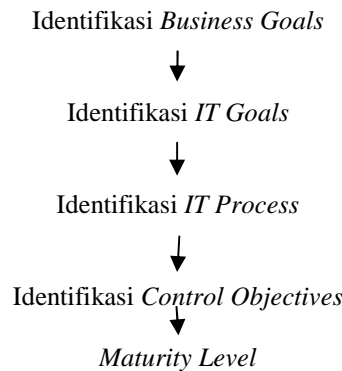 Identifikasi Business Goals
Identifikasi IT Goals
Identifikasi IT Process
Identifikasi Control Objectives
Maturity Level